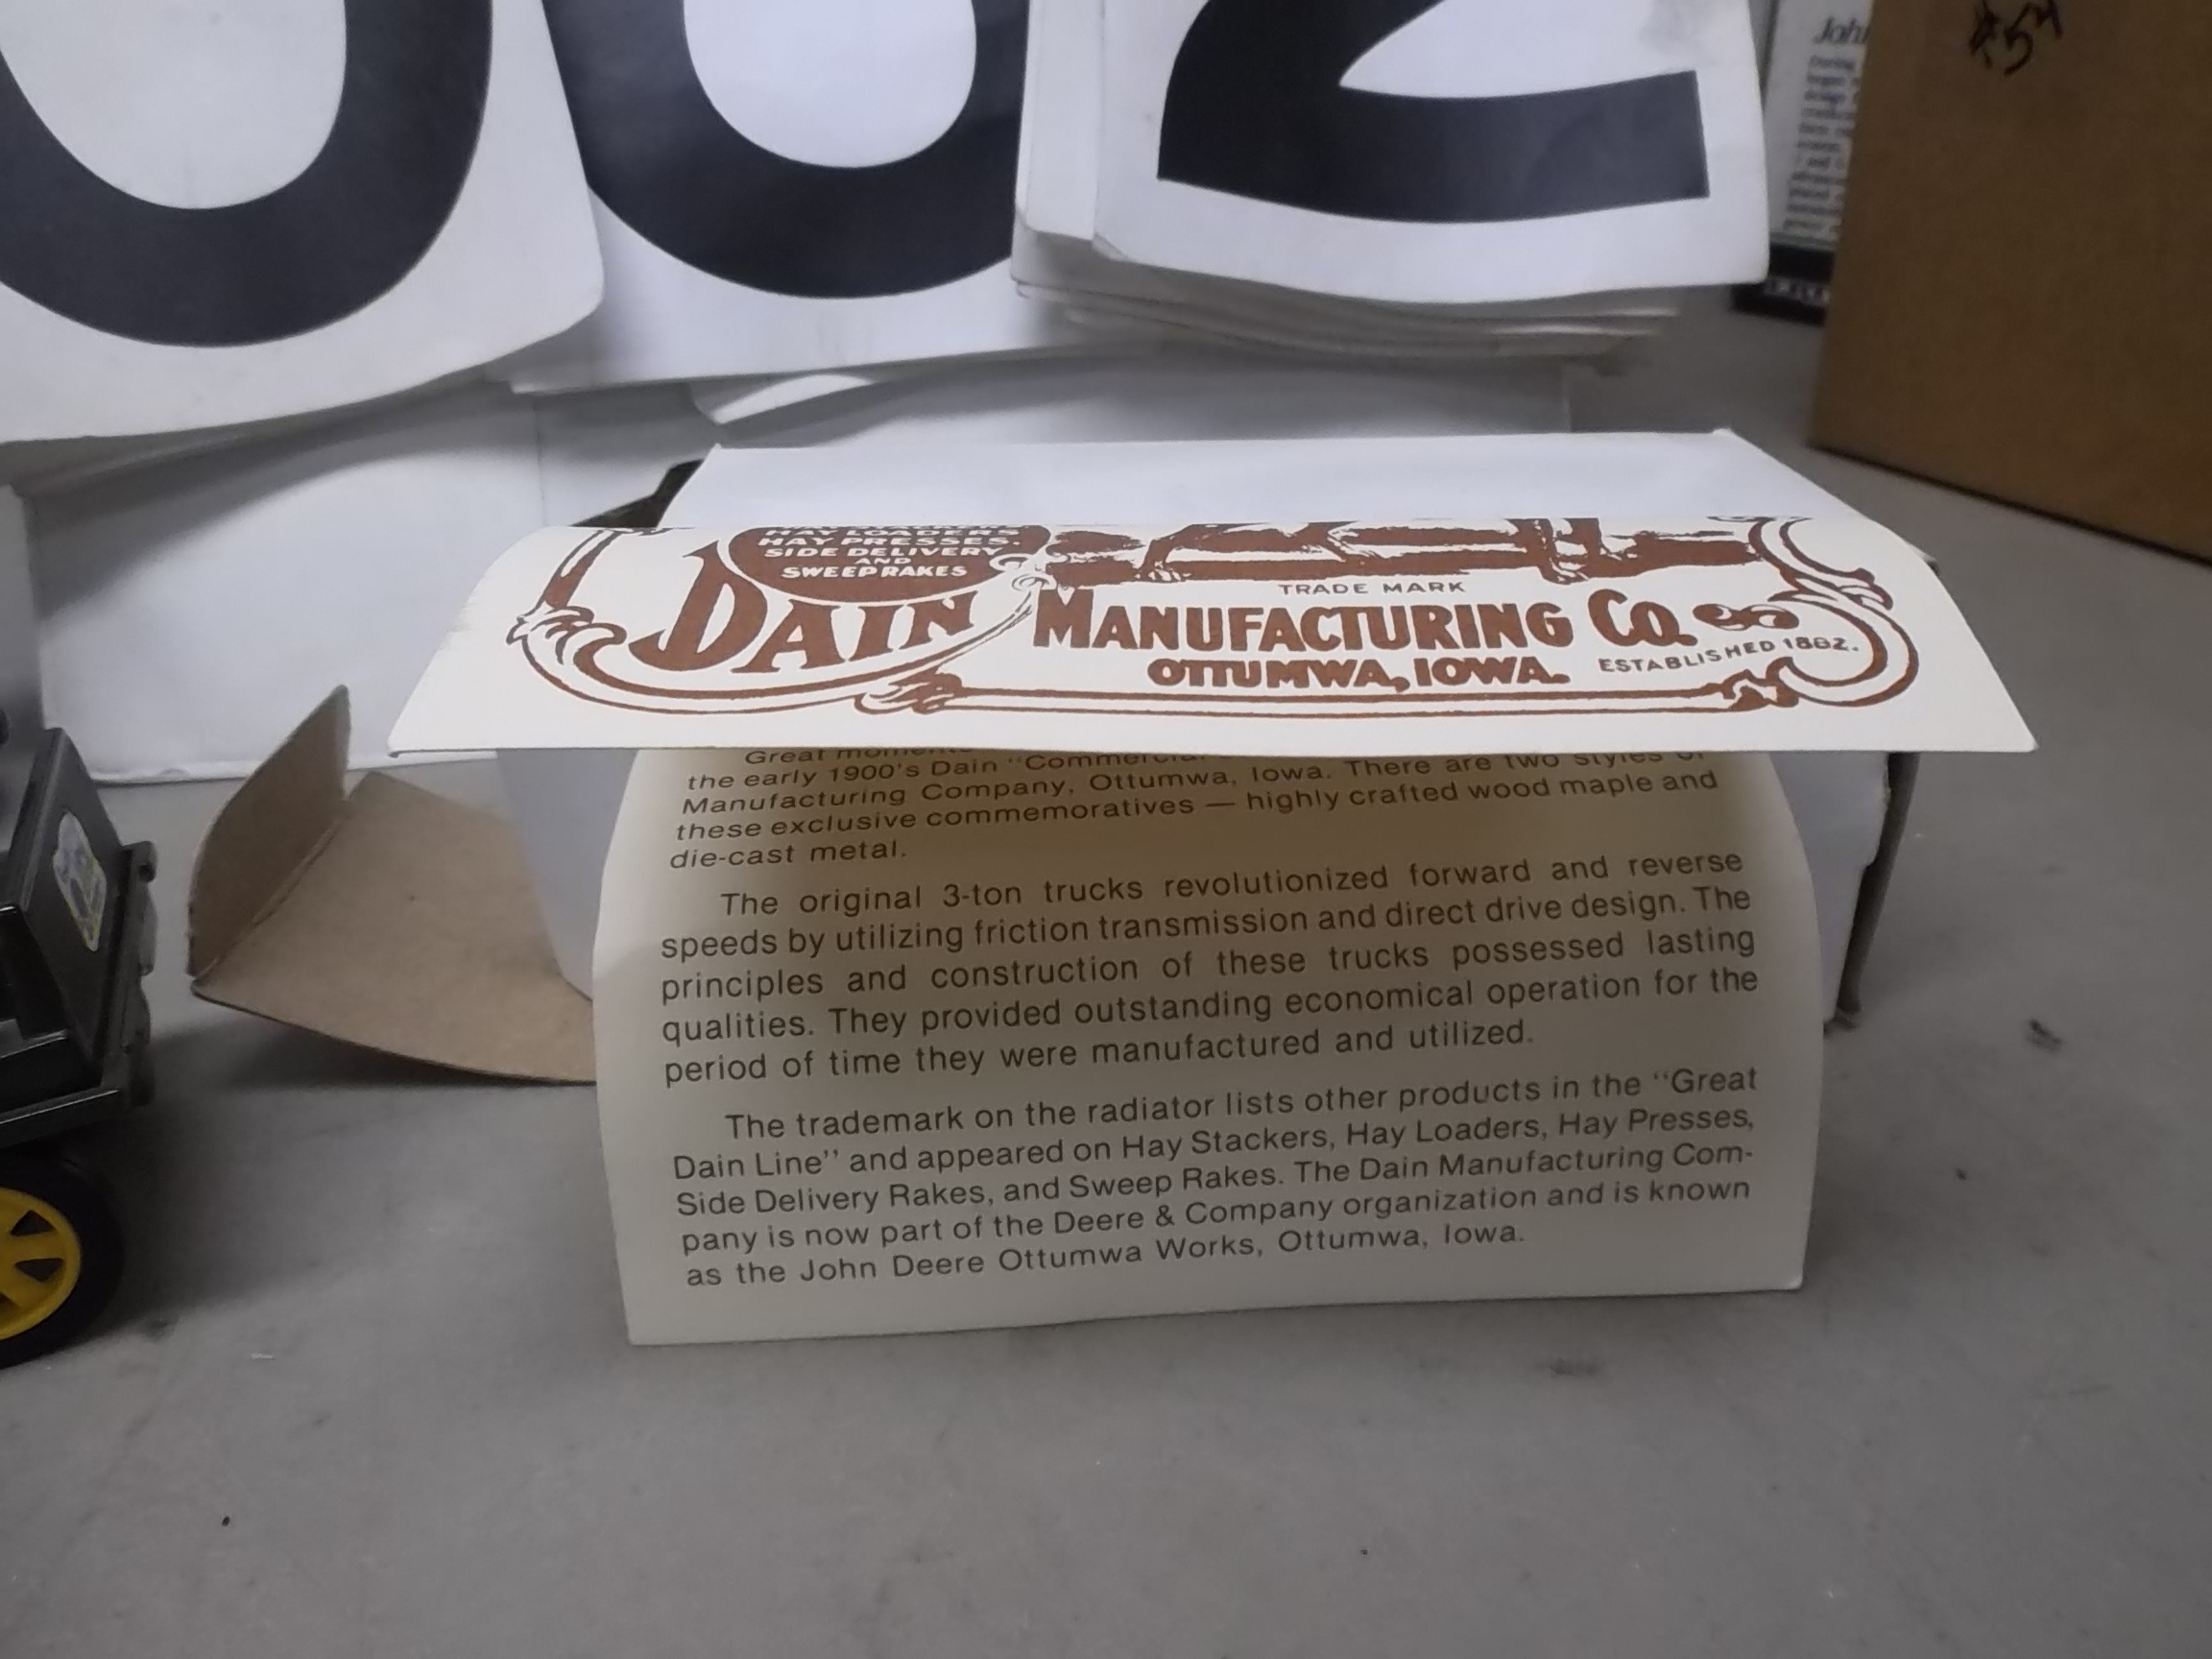 002
Joh
#54
HAY LOADERS
HAY PRESSES.
SIDE DELIVERY
AND
SWEEPRAKES
DAIN
TRADE MARK
MANUFACTURING CO.
OTTUMWA, IOWA.
ESTABLISHED 1882.
Great
the early 1900's Dain "Commercial
Manufacturing Company, Ottumwa, Iowa. There are two styles of
these exclusive commemoratives — highly crafted wood maple and
die-cast metal.
The original 3-ton trucks revolutionized forward and reverse
speeds by utilizing friction transmission and direct drive design. The
principles and construction of these trucks possessed lasting
qualities. They provided outstanding economical operation for the
period of time they were manufactured and utilized.
The trademark on the radiator lists other products in the "Great
Dain Line" and appeared on Hay Stackers, Hay Loaders, Hay Presses,
Side Delivery Rakes, and Sweep Rakes. The Dain Manufacturing Com-
pany is now part of the Deere & Company organization and is known
as the John Deere Ottumwa Works, Ottumwa, Iowa.